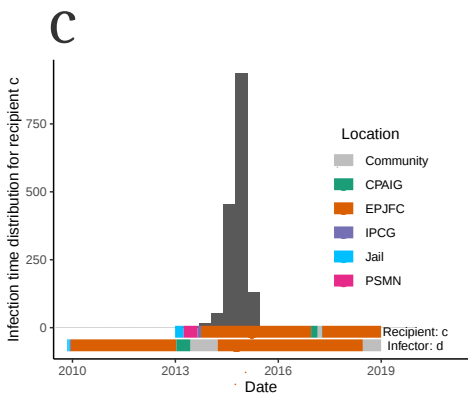 c
Infection time distribution for recipient c
750
500
250
0
Location
Community
CPAIG
EPJFC
IPCG
Jail
PSMN
Recipient: c
Infector: d
2010
2013
2016
2019
Date